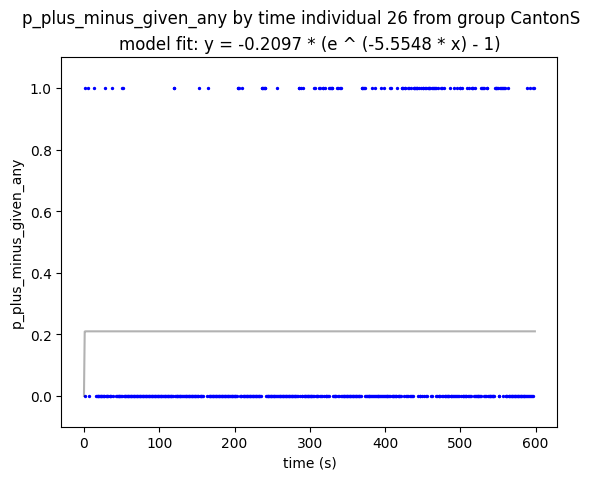 p_plus_minus_given_any by time individual 26 from group CantonS
model fit: y = -0.2097 * (e ^ (-5.5548 * x) - 1)
1.0
0.8
0.6
0.4
0.2
0.0
p_plus_minus_given_any
0 100 200 300 400 500 600
time (s)